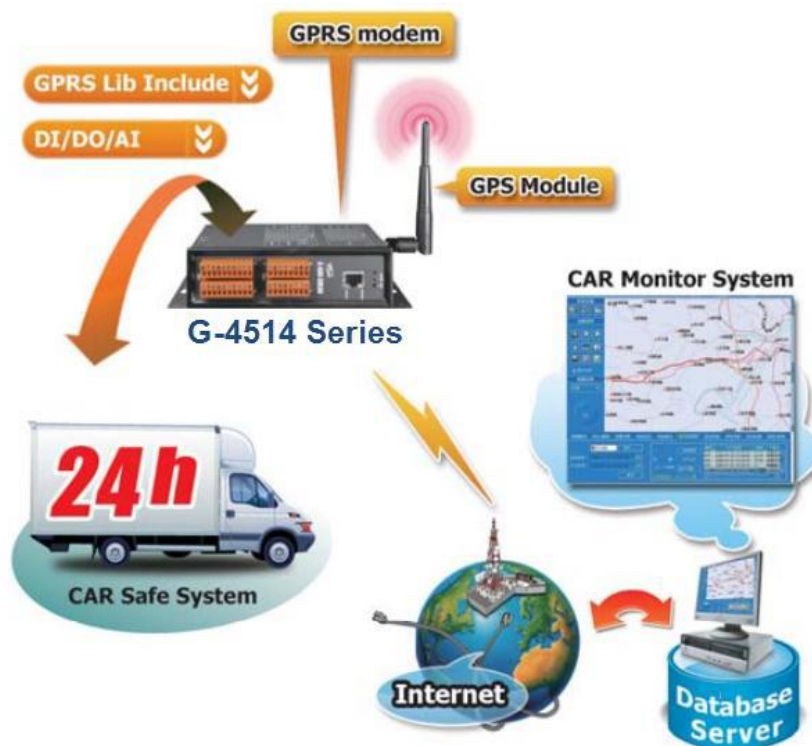 GPRS modem
GPRS Lib Include
DI/DO/AI
GPS Module
CAR Monitor System
G-4514 Series
24h
CAR Safe System
Internet
Database
Server